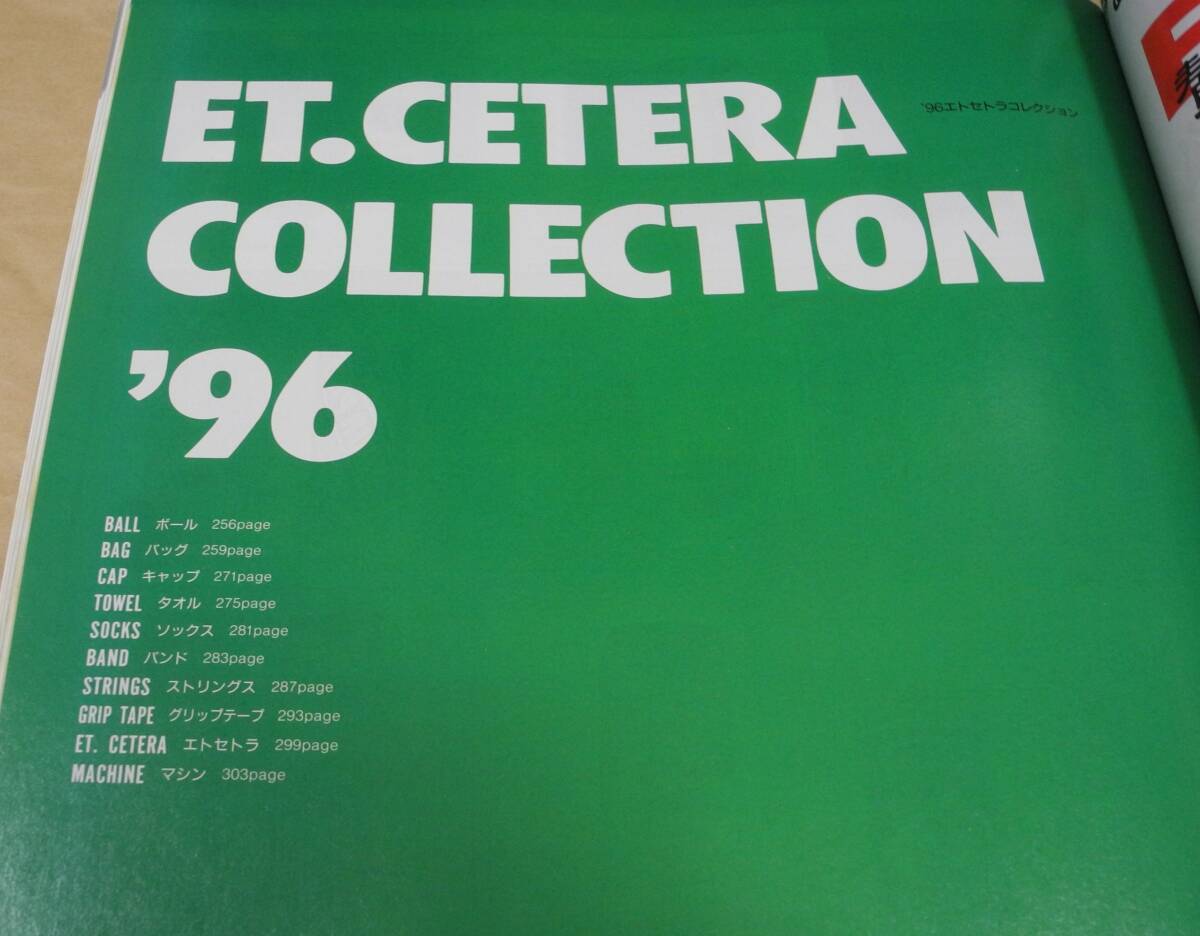 ET.CETERA
'96エトセトラコレクション
COLLECTION
'96
BALL ボール 256page
BAG バッグ 259page
CAP キャップ 271page
TOWEL タオル 275page
SOCKS ソックス 281page
BAND バンド 283page
STRINGS ストリングス 287page
GRIP TAPE グリップテープ 293page
ET. CETERA エトセトラ 299page
MACHINE マシン 303page